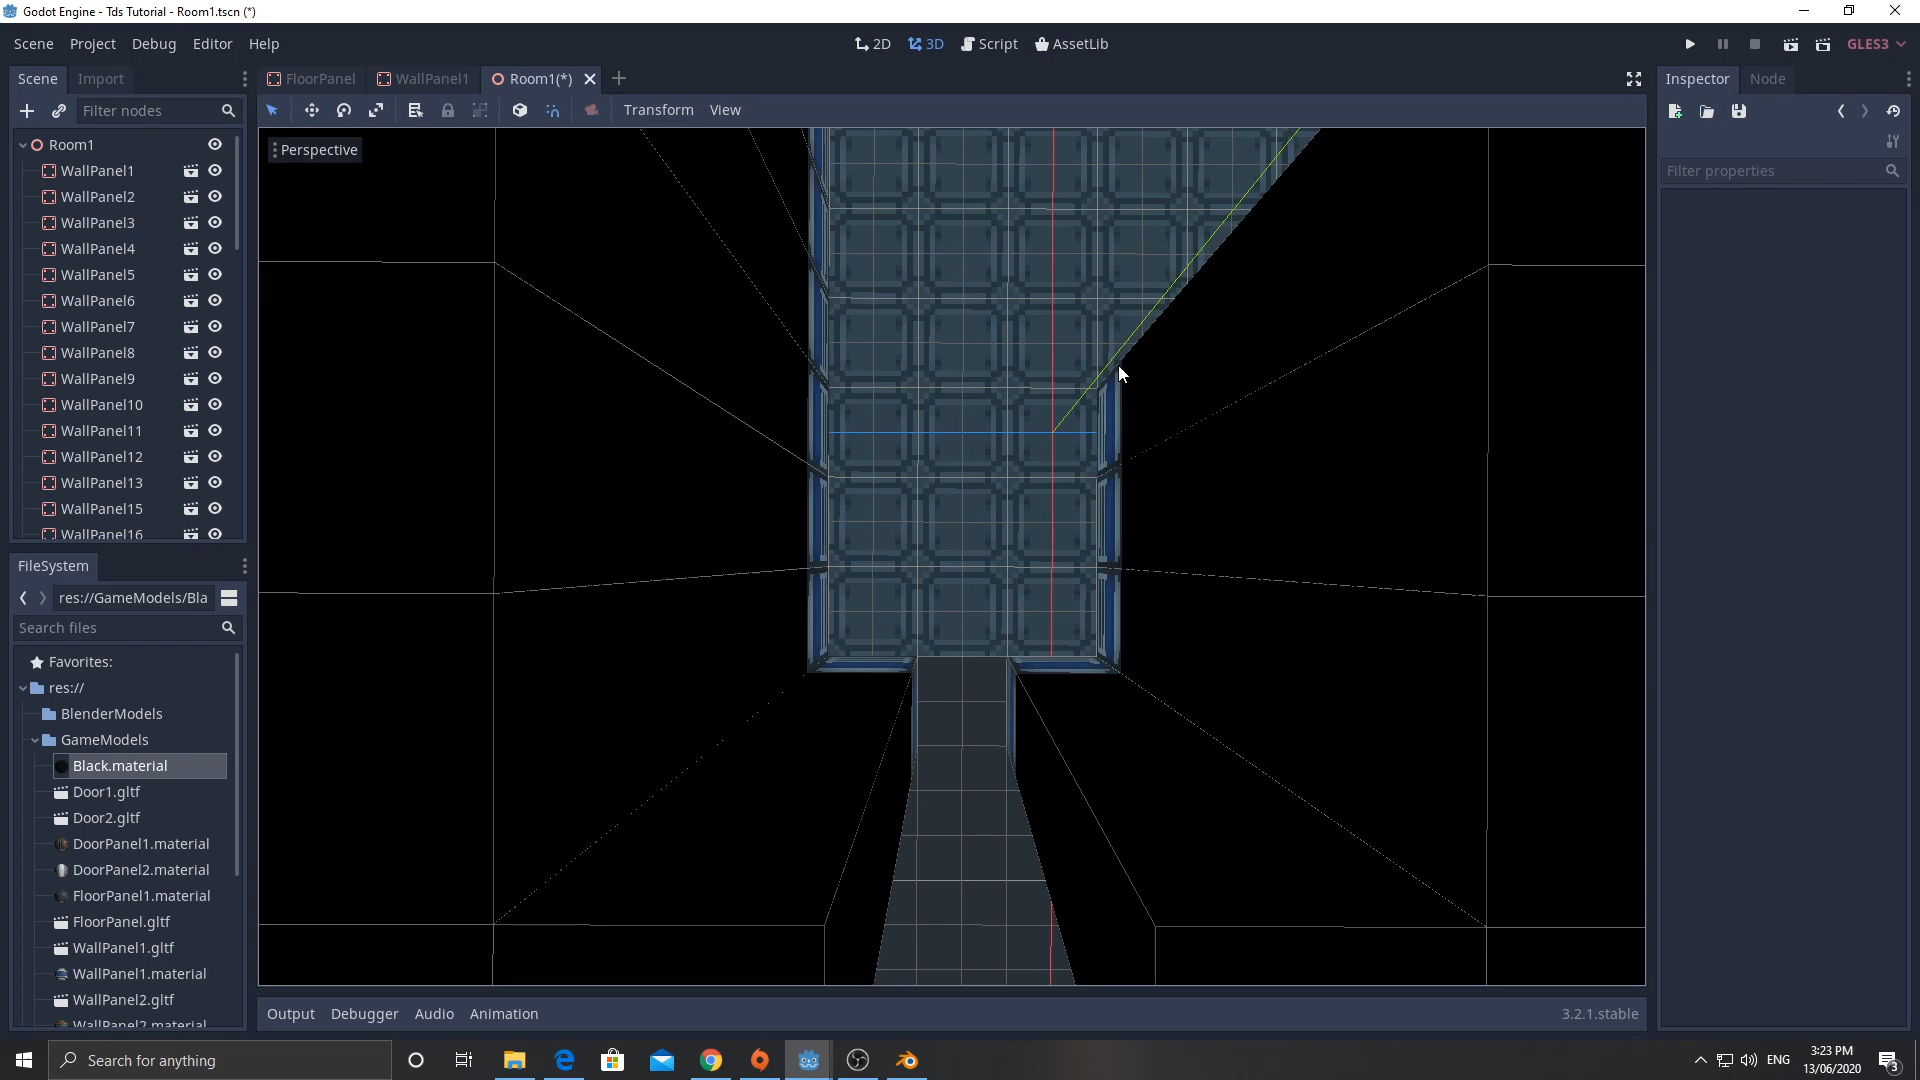 Godot Engine - Tds Tutorial - Room1.tscn (*)
Scene Project Debug Editor Help
2D 3D Script AssetLib
GLES3
Scene Import
FloorPanel WallPanel1 Room1(*)
Inspector Node
Filter nodes
Transform View
Perspective
Filter properties
Room1
WallPanel1
WallPanel2
WallPanel3
WallPanel4
WallPanel5
WallPanel6
WallPanel7
WallPanel8
WallPanel9
WallPanel10
WallPanel11
WallPanel12
WallPanel13
WallPanel15
WallPanel16
FileSystem
res://GameModels/Bla
Search files
Favorites:
res://
BlenderModels
GameModels
Black.material
Door1.gltf
Door2.gltf
DoorPanel1.material
DoorPanel2.material
FloorPanel1.material
FloorPanel.gltf
WallPanel1.gltf
WallPanel1.material
WallPanel2.gltf
WallPanel2.material
Output Debugger Audio Animation
3.2.1.stable
Search for anything
ENG
3:23 PM
13/06/2020
3